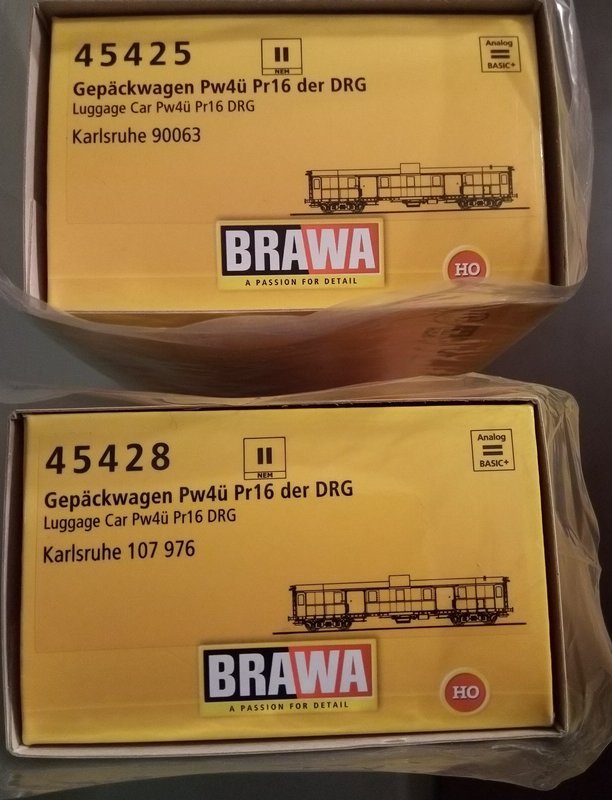 45425
II
NEM
Analog
BASIC+
Gepäckwagen Pw4ü Pr16 der DRG
Luggage Car Pw4ü Pr16 DRG
Karlsruhe 90063
BRAWA
A PASSION FOR DETAIL
HO
45428
II
NEM
Analog
BASIC+
Gepäckwagen Pw4ü Pr16 der DRG
Luggage Car Pw4ü Pr16 DRG
Karlsruhe 107 976
BRAWA
A PASSION FOR DETAIL
HO